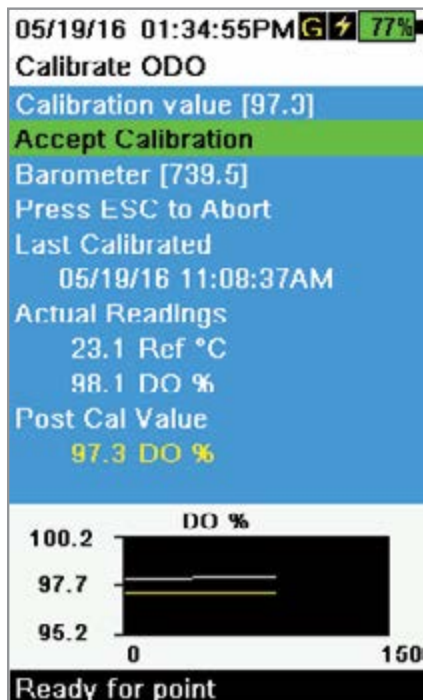 05/19/16 01:34:55PM G 77%
Calibrate ODO
Calibration value [97.3]
Accept Calibration
Barometer [739.5]
Press ESC to Abort
Last Calibrated
05/19/16 11:08:37AM
Actual Readings
23.1 Ref °C
98.1 DO %
Post Cal Value
97.3 DO %
DO %
100.2
97.7
95.2
0 150
Ready for point